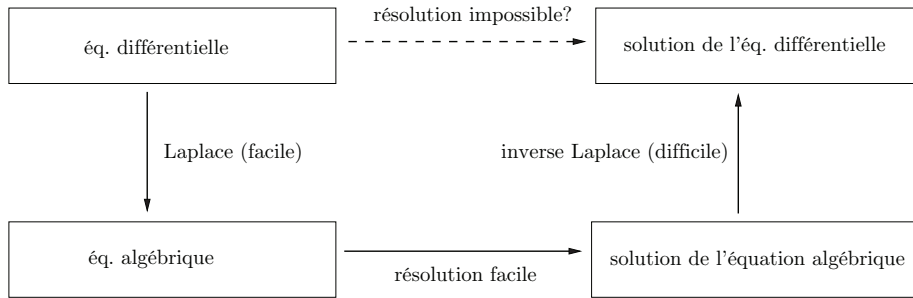 résolution impossible?
éq. différentielle
solution de l'éq. différentielle
Laplace (facile)
inverse Laplace (difficile)
éq. algébrique
solution de l'équation algébrique
résolution facile